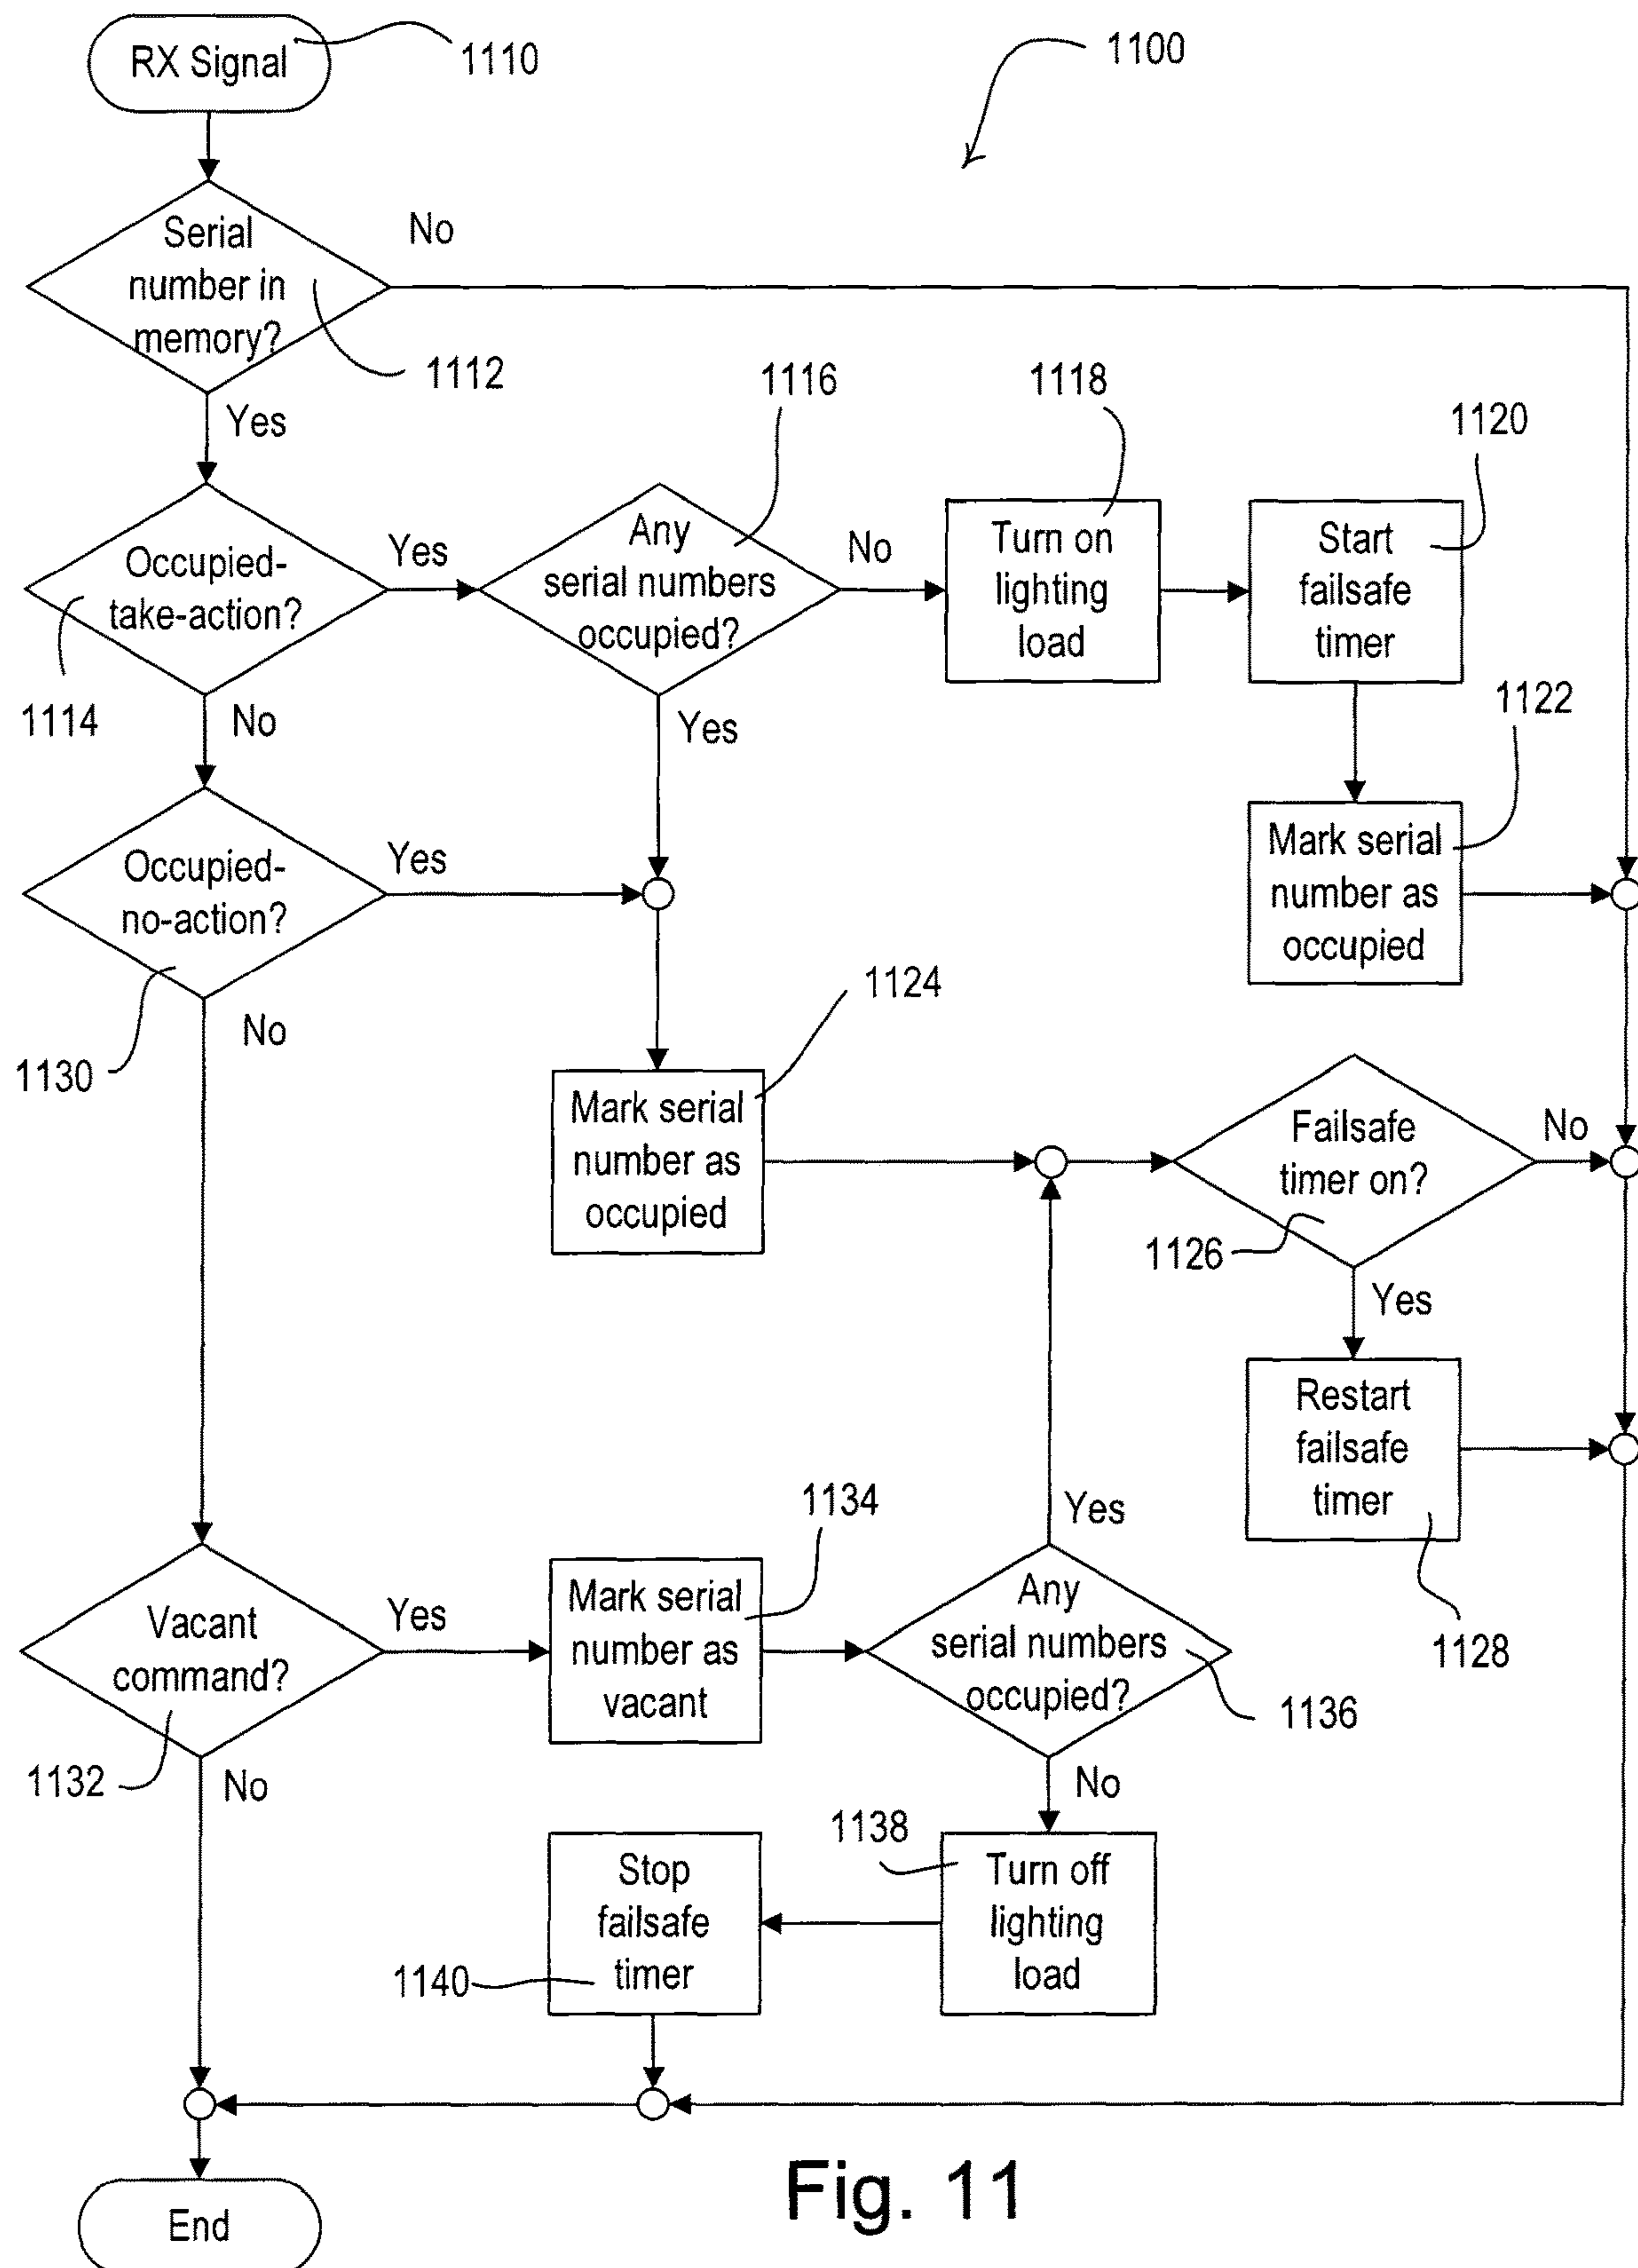 RX Signal
1110
1100
Serial
number in
memory?
No
1112
Yes
1116
1118
1120
Occupied-
take-action?
Yes
Any
serial numbers
occupied?
No
Turn on
lighting
load
Start
failsafe
timer
1114
No
Yes
1122
Occupied-
no-action?
Yes
Mark serial
number as
occupied
1130
No
1124
Mark serial
number as
occupied
Failsafe
timer on?
No
1126
Yes
Restart
failsafe
timer
1128
1134
Yes
Vacant
command?
Yes
Mark serial
number as
vacant
Any
serial numbers
occupied?
1136
1132
No
No
1138
Stop
failsafe
timer
1140
Turn off
lighting
load
End
Fig. 11